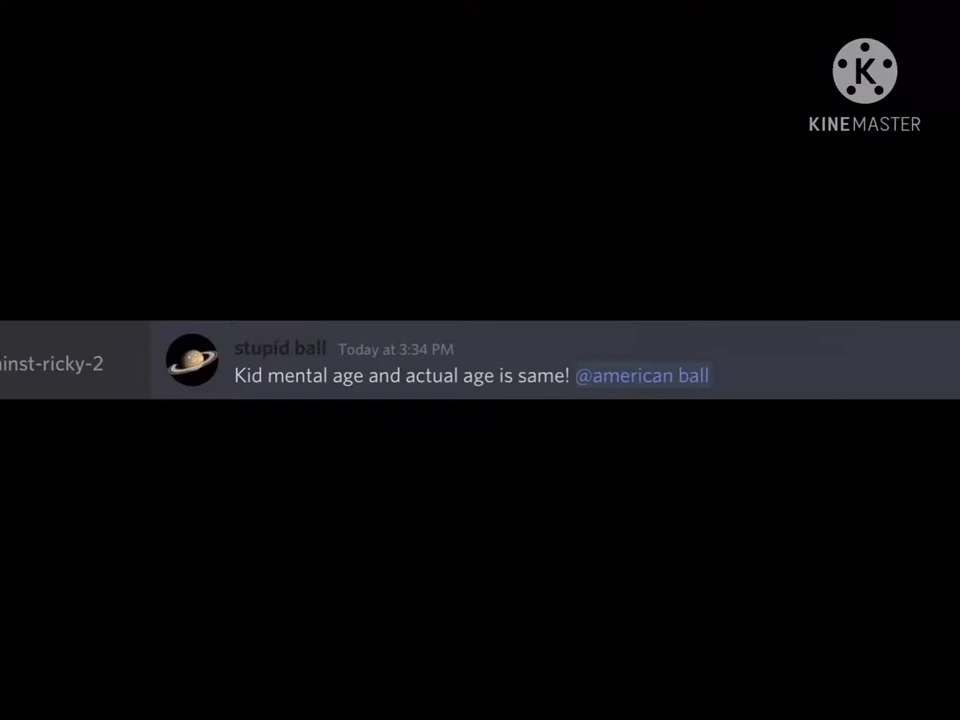 K
KINEMASTER
inst-ricky-2
stupid ball Today at 3:34 PM
Kid mental age and actual age is same! @american ball